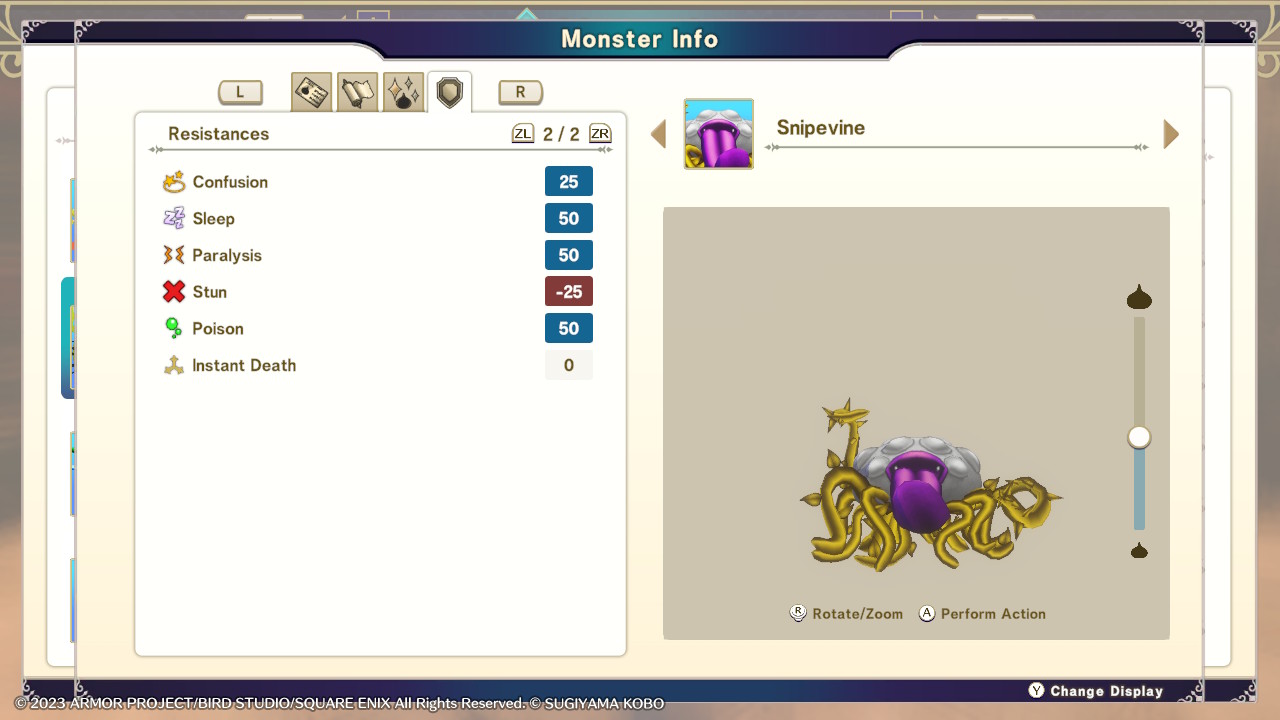 Monster Info
L
R
Resistances
ZL 2 / 2 ZR
Confusion 25
Sleep 50
Paralysis 50
Stun -25
Poison 50
Instant Death 0
Snipevine
R Rotate/Zoom A Perform Action
Y Change Display
© 2023 ARMOR PROJECT/BIRD STUDIO/SQUARE ENIX All Rights Reserved. © SUGIYAMA KOBO